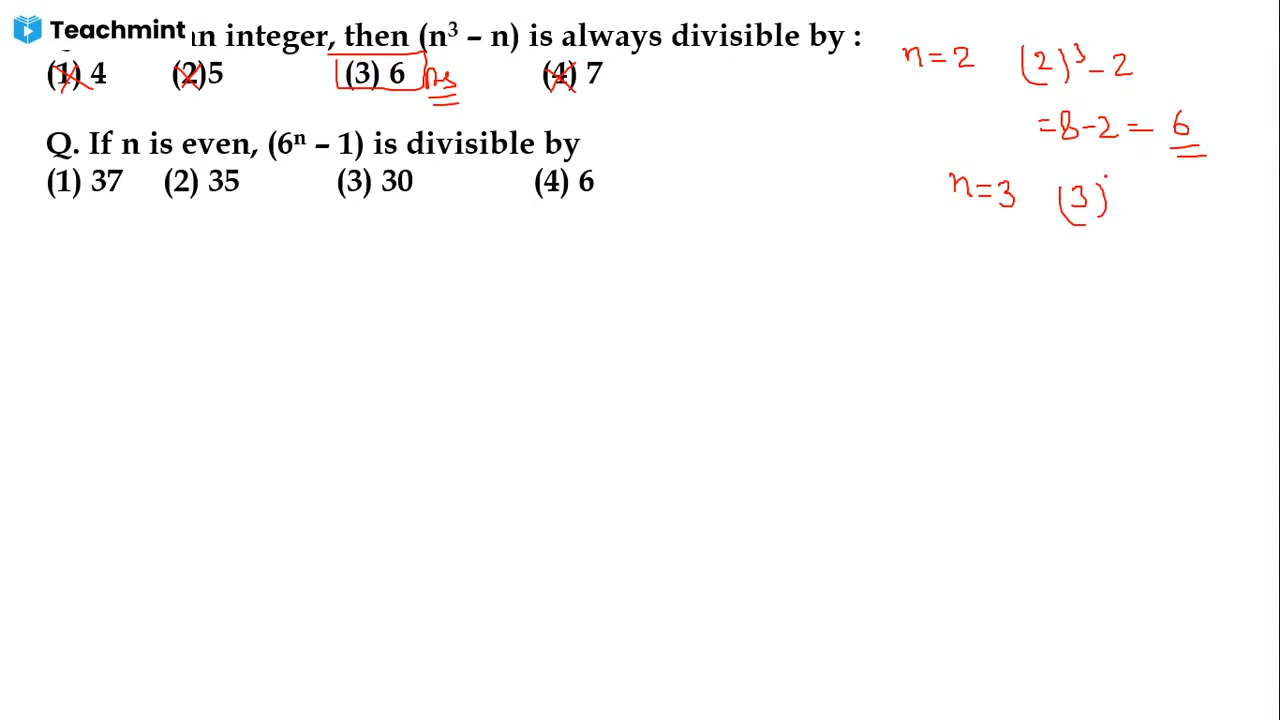 Teachmint
n integer, then (n³ – n) is always divisible by :
(1) 4 (2)5 (3) 6 Ans (4) 7
Q. If n is even, (6ⁿ – 1) is divisible by
(1) 37 (2) 35 (3) 30 (4) 6
n=2 (2)³-2
=8-2= 6
n=3 (3)